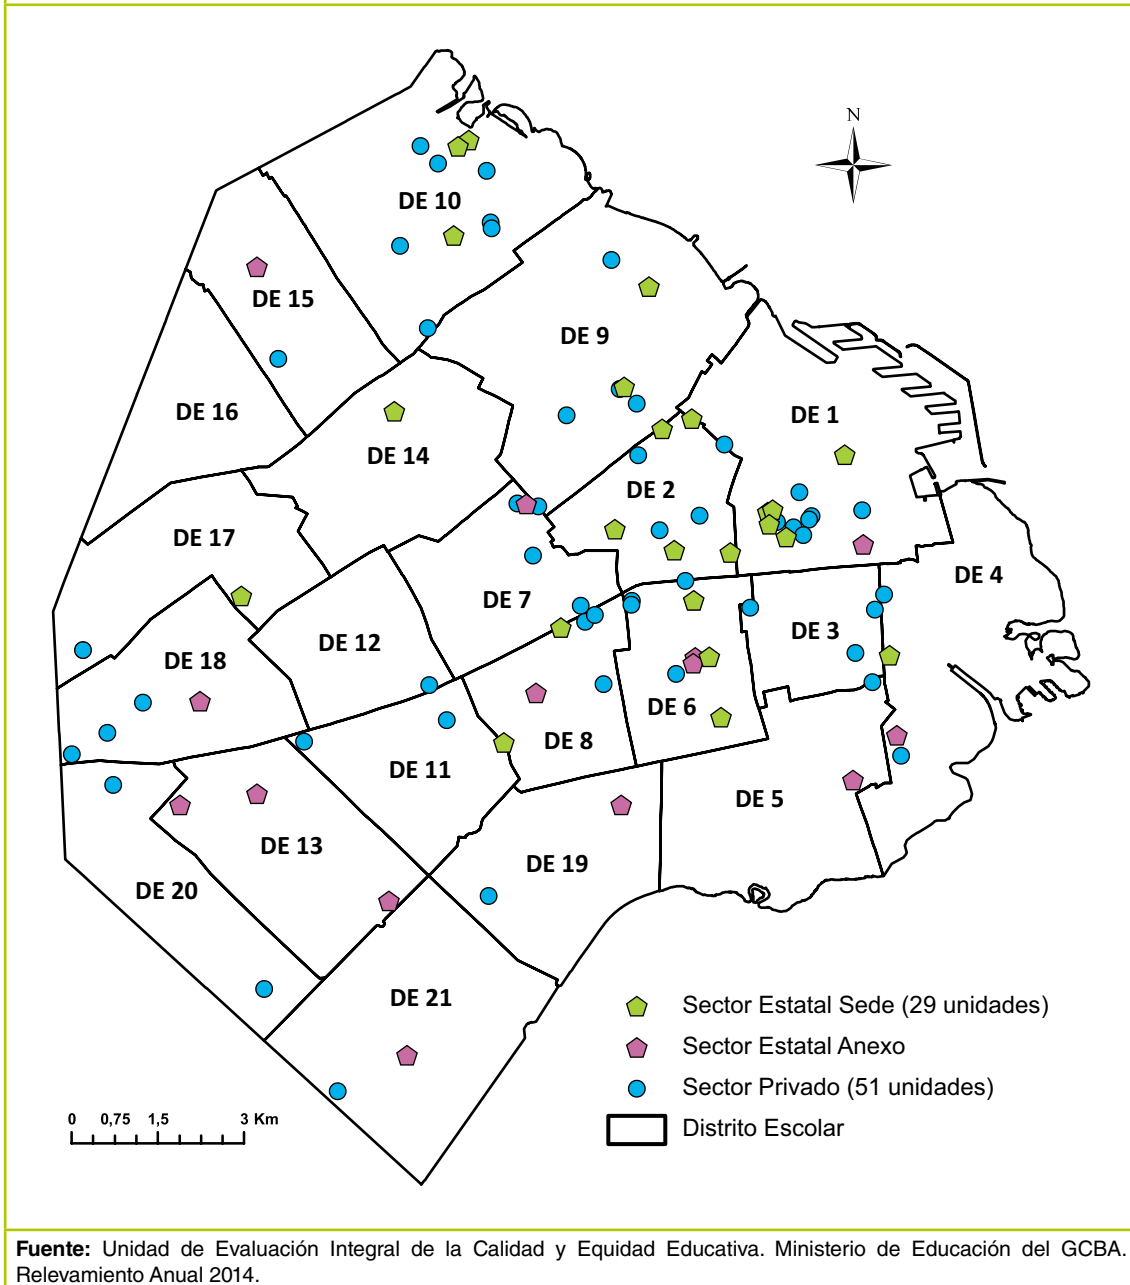 N
DE 10
DE 15
DE 9
DE 16
DE 1
DE 14
DE 2
DE 17
DE 4
DE 7
DE 3
DE 12
DE 18
DE 6
DE 8
DE 11
DE 5
DE 13
DE 19
DE 20
DE 21
Sector Estatal Sede (29 unidades)
Sector Estatal Anexo
Sector Privado (51 unidades)
Distrito Escolar
0 0,75 1,5 3 Km
Fuente: Unidad de Evaluación Integral de la Calidad y Equidad Educativa. Ministerio de Educación del GCBA.
Relevamiento Anual 2014.